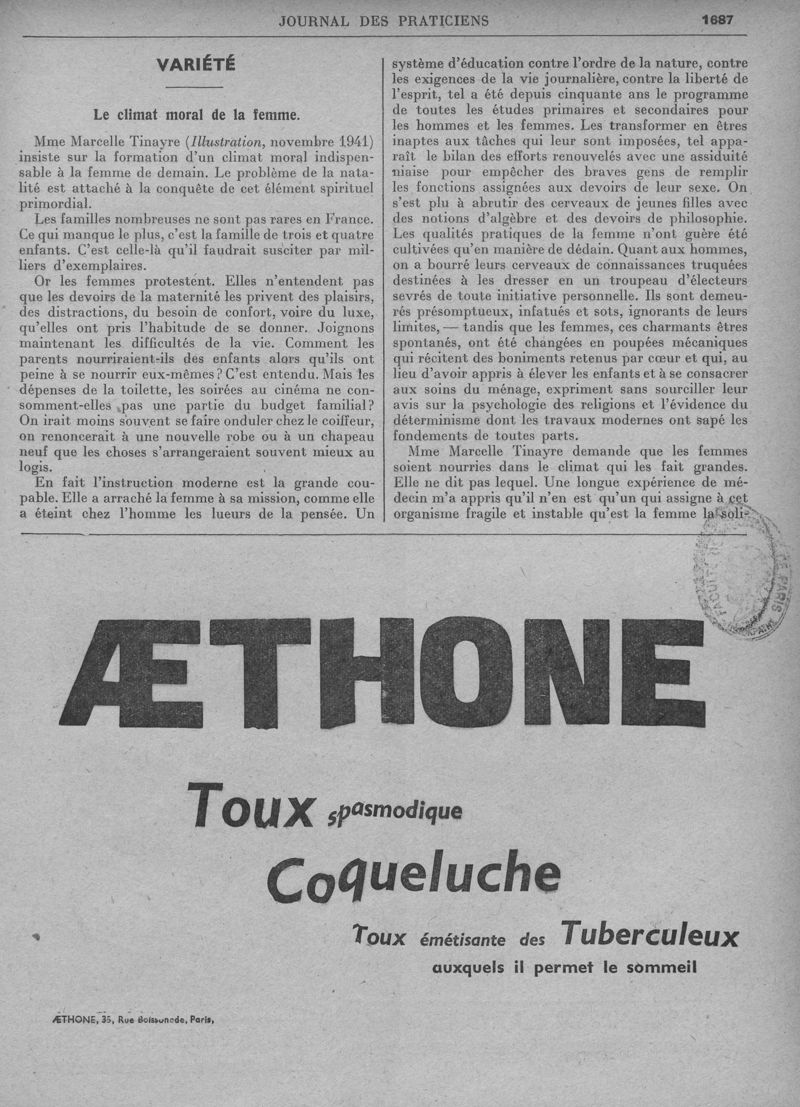 JOURNAL DES PRATICIENS 1687
VARIÉTÉ
Le climat moral de la femme.
Mme Marcelle Tinayre (Illustration, novembre 1941)
insiste sur la formation d'un climat moral indispen-
sable à la femme de demain. Le problème de la nata-
lité est attaché à la conquête de cet élément spirituel
primordial.
Les familles nombreuses ne sont pas rares en France.
Ce qui manque le plus, c'est la famille de trois et quatre
enfants. C'est celle-là qu'il faudrait susciter par mil-
liers d'exemplaires.
Or les femmes protestent. Elles n'entendent pas
que les devoirs de la maternité les privent des plaisirs,
des distractions, du besoin de confort, voire du luxe,
qu'elles ont pris l'habitude de se donner. Joignons
maintenant les difficultés de la vie. Comment les
parents nourriraient-ils des enfants alors qu'ils ont
peine à se nourrir eux-mêmes ? C'est entendu. Mais les
dépenses de la toilette, les soirées au cinéma ne con-
somment-elles pas une partie du budget familial ?
On irait moins souvent se faire onduler chez le coiffeur,
on renoncerait à une nouvelle robe ou à un chapeau
neuf que les choses s'arrangeraient souvent mieux au
logis.
En fait l'instruction moderne est la grande cou-
pable. Elle a arraché la femme à sa mission, comme elle
a éteint chez l'homme les lueurs de la pensée. Un
système d'éducation contre l'ordre de la nature, contre
les exigences de la vie journalière, contre la liberté de
l'esprit, tel a été depuis cinquante ans le programme
de toutes les études primaires et secondaires pour
les hommes et les femmes. Les transformer en êtres
inaptes aux tâches qui leur sont imposées, tel appa-
raît le bilan des efforts renouvelés avec une assiduité
niaise pour empêcher des braves gens de remplir
les fonctions assignées aux devoirs de leur sexe. On
s'est plu à abrutir des cerveaux de jeunes filles avec
des notions d'algèbre et des devoirs de philosophie.
Les qualités pratiques de la femme n'ont guère été
cultivées qu'en manière de dédain. Quant aux hommes,
on a bourré leurs cerveaux de connaissances truquées
destinées à les dresser en un troupeau d'électeurs
sevrés de toute initiative personnelle. Ils sont demeu-
rés présomptueux, infatués et sots, ignorants de leurs
limites, — tandis que les femmes, ces charmants êtres
spontanés, ont été changées en poupées mécaniques
qui récitent des boniments retenus par cœur et qui, au
lieu d'avoir appris à élever les enfants et à se consacrer
aux soins du ménage, expriment sans sourciller leur
avis sur la psychologie des religions et l'évidence du
déterminisme dont les travaux modernes ont sapé les
fondements de toutes parts.
Mme Marcelle Tinayre demande que les femmes
soient nourries dans le climat qui les fait grandes.
Elle ne dit pas lequel. Une longue expérience de mé-
decin m'a appris qu'il n'en est qu'un qui assigne à cet
organisme fragile et instable qu'est la femme la soli-
ÆTHONE
Toux spasmodique
Coqueluche
Toux émétisante des Tuberculeux
auxquels il permet le sommeil
ÆTHONE, 35, Rue Boissonade, Paris,